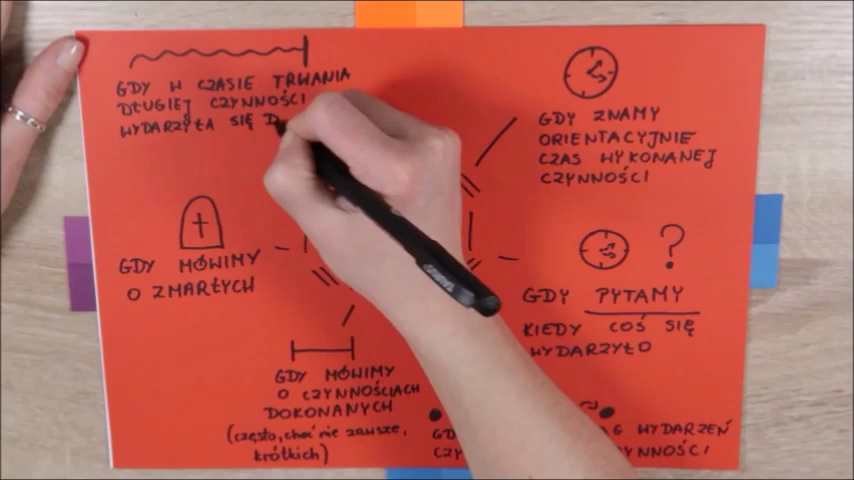 GDY W CZASIE TRWANIA
DŁUGIEJ CZYNNOŚCI
WYDARZYŁA SIĘ D
GDY ZNAMY
ORIENTACYJNIE
CZAS WYKONANEJ
CZYNNOŚCI
GDY MÓWIMY
O ZMARŁYCH
?
GDY PYTAMY
KIEDY COŚ SIĘ
WYDARZYŁO
GDY MÓWIMY
O CZYNNOŚCIACH
DOKONANYCH
(często, choć nie zawsze,
krótkich)
WYDARZEŃ